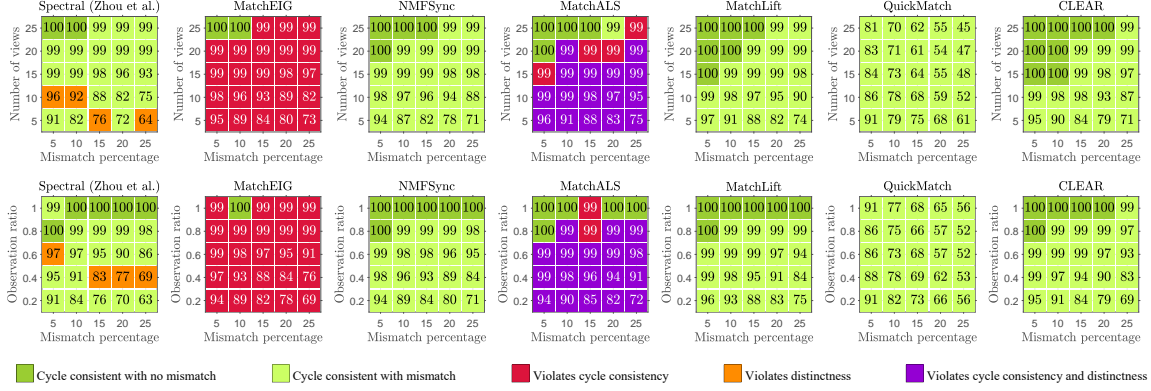 Spectral (Zhou et al.) MatchEIG NMFSync MatchALS MatchLift QuickMatch CLEAR
25 100 100 99 99 99 25 100 100 99 99 99 25 100 100 100 99 99 25 100 100 100 99 99 25 100 100 100 99 99 25 81 70 62 55 45 25 100 100 100 100 99
20 99 99 99 99 99 20 99 99 99 99 99 20 100 99 99 99 99 20 100 99 99 99 99 20 100 100 99 99 99 20 83 71 61 54 47 20 100 100 99 99 99
15 99 99 98 96 93 15 99 99 99 98 97 15 99 99 99 98 98 15 99 99 99 99 99 15 100 99 99 99 98 15 84 73 64 55 48 15 100 100 99 98 97
10 96 92 88 82 75 10 98 96 93 89 82 10 98 97 96 94 88 10 99 99 98 97 95 10 99 98 97 95 90 10 86 78 68 59 52 10 99 98 98 93 87
5 91 82 76 72 64 5 95 89 84 80 73 5 94 87 82 78 71 5 96 91 88 83 75 5 97 91 88 82 74 5 91 79 75 68 61 5 95 90 84 79 71
Number of views Number of views Number of views Number of views Number of views Number of views Number of views
5 10 15 20 25 5 10 15 20 25 5 10 15 20 25 5 10 15 20 25 5 10 15 20 25 5 10 15 20 25 5 10 15 20 25
Mismatch percentage Mismatch percentage Mismatch percentage Mismatch percentage Mismatch percentage Mismatch percentage Mismatch percentage
Spectral (Zhou et al.) MatchEIG NMFSync MatchALS MatchLift QuickMatch CLEAR
1 99 100 100 100 100 1 99 100 99 99 99 1 100 100 100 100 100 1 100 100 99 100 100 1 100 100 100 100 100 1 91 77 68 65 56 1 100 100 100 100 99
0.8 100 99 99 99 98 0.8 99 99 99 99 99 0.8 100 99 99 99 98 0.8 100 99 99 99 99 0.8 100 99 99 99 98 0.8 86 75 66 57 52 0.8 100 99 99 99 97
0.6 97 97 95 90 86 0.6 99 98 97 95 91 0.6 99 99 98 97 95 0.6 99 99 99 99 98 0.6 99 99 99 97 94 0.6 86 73 68 57 52 0.6 99 99 99 97 93
0.4 95 91 83 77 69 0.4 97 93 88 84 76 0.4 98 96 93 89 84 0.4 99 98 96 94 91 0.4 99 98 95 91 84 0.4 88 78 69 62 53 0.4 99 97 94 90 83
0.2 91 84 76 70 63 0.2 94 89 82 78 69 0.2 94 89 84 80 71 0.2 94 90 85 82 72 0.2 96 93 88 83 75 0.2 91 82 73 66 56 0.2 95 91 84 79 69
Observation ratio Observation ratio Observation ratio Observation ratio Observation ratio Observation ratio Observation ratio
5 10 15 20 25 5 10 15 20 25 5 10 15 20 25 5 10 15 20 25 5 10 15 20 25 5 10 15 20 25 5 10 15 20 25
Mismatch percentage Mismatch percentage Mismatch percentage Mismatch percentage Mismatch percentage Mismatch percentage Mismatch percentage
Cycle consistent with no mismatch Cycle consistent with mismatch Violates cycle consistency Violates distinctness Violates cycle consistency and distinctness